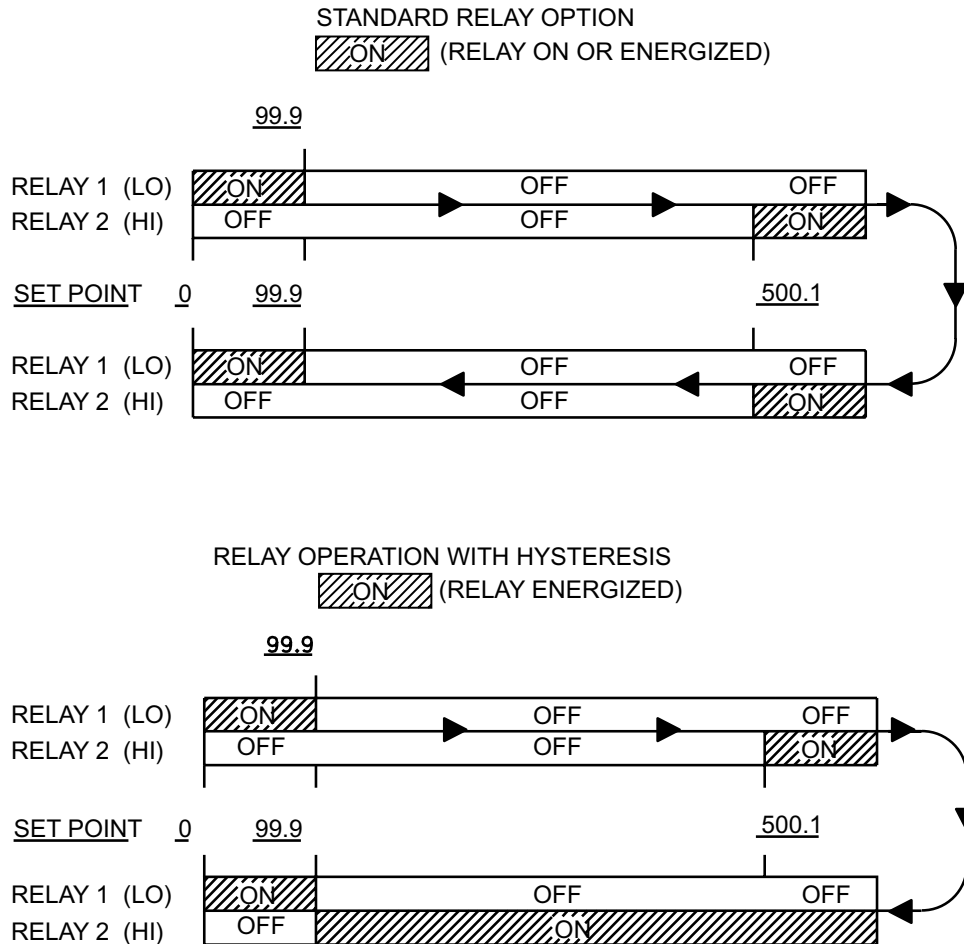 STANDARD RELAY OPTION
ON (RELAY ON OR ENERGIZED)
99.9
RELAY 1 (LO) ON OFF OFF
RELAY 2 (HI) OFF OFF ON
SET POINT 0 99.9 500.1
RELAY 1 (LO) ON OFF OFF
RELAY 2 (HI) OFF OFF ON
RELAY OPERATION WITH HYSTERESIS
ON (RELAY ENERGIZED)
99.9
RELAY 1 (LO) ON OFF OFF
RELAY 2 (HI) OFF OFF ON
SET POINT 0 99.9 500.1
RELAY 1 (LO) ON OFF OFF
RELAY 2 (HI) OFF ON